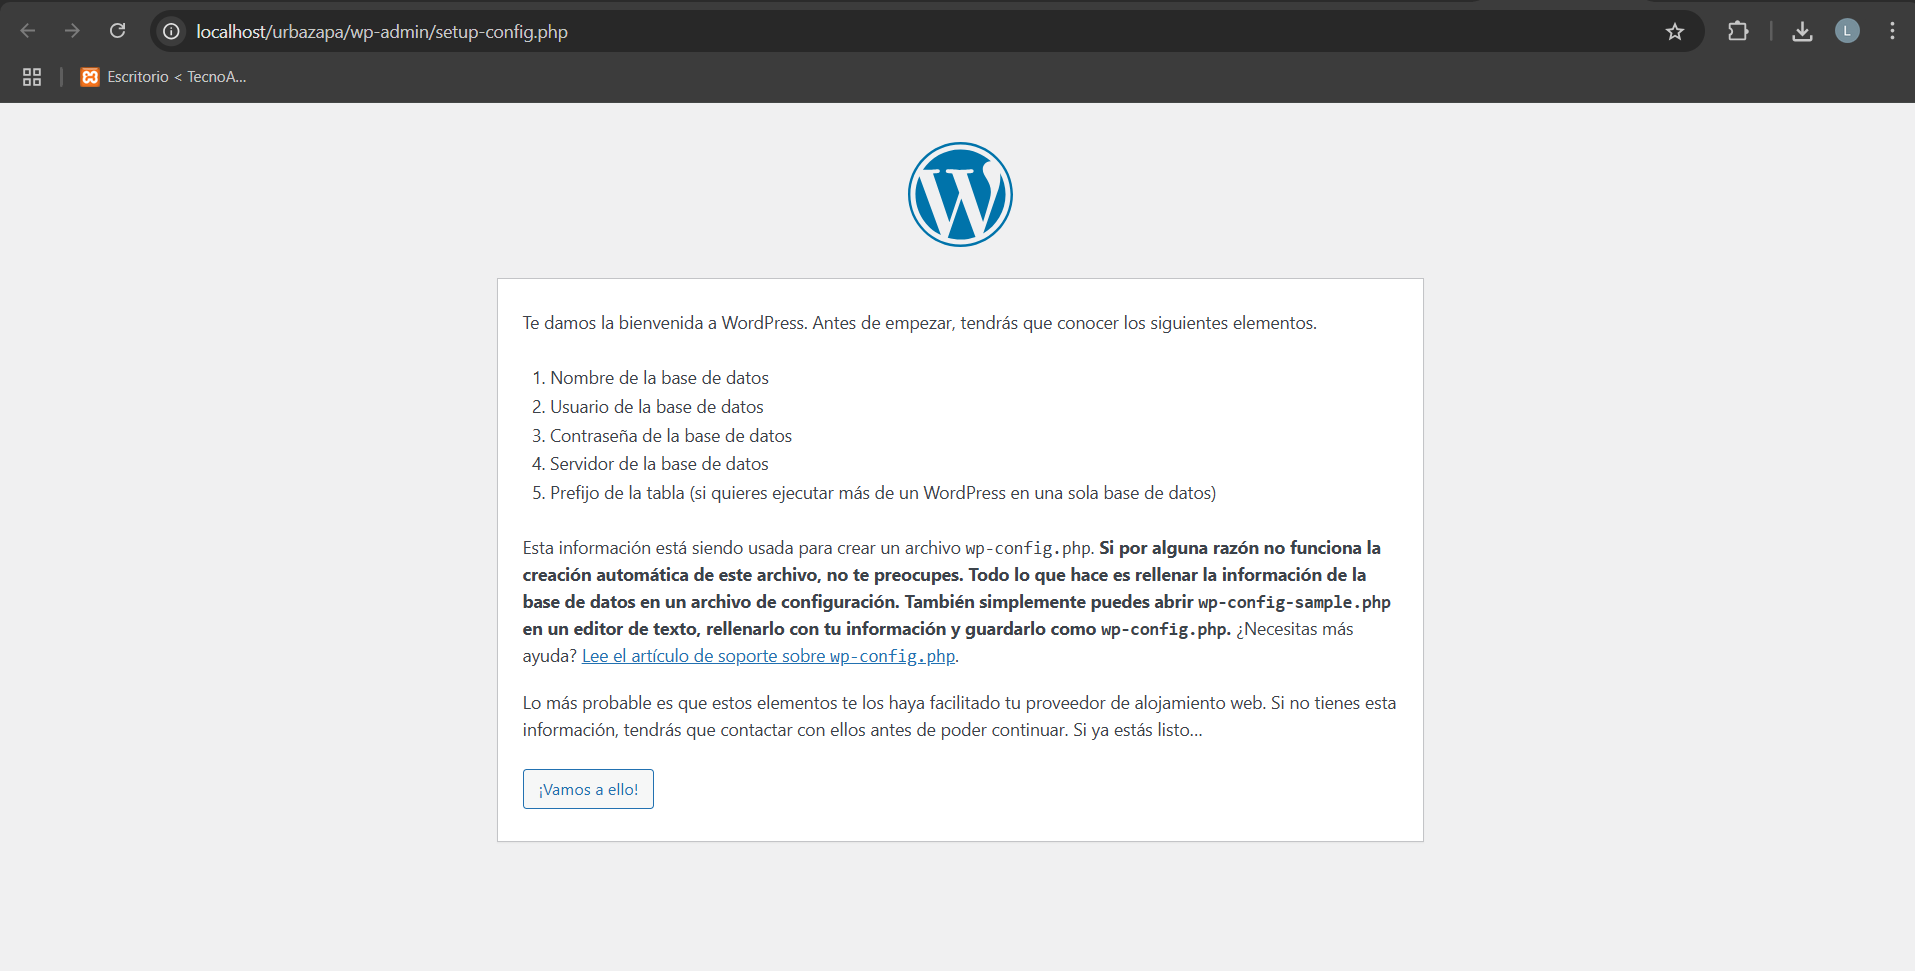 localhost/urbazapa/wp-admin/setup-config.php
L
Escritorio < TecnoA...
W
Te damos la bienvenida a WordPress. Antes de empezar, tendrás que conocer los siguientes elementos.
1. Nombre de la base de datos
2. Usuario de la base de datos
3. Contraseña de la base de datos
4. Servidor de la base de datos
5. Prefijo de la tabla (si quieres ejecutar más de un WordPress en una sola base de datos)
Esta información está siendo usada para crear un archivo wp-config.php. Si por alguna razón no funciona la
creación automática de este archivo, no te preocupes. Todo lo que hace es rellenar la información de la
base de datos en un archivo de configuración. También simplemente puedes abrir wp-config-sample.php
en un editor de texto, rellenarlo con tu información y guardarlo como wp-config.php. ¿Necesitas más
ayuda? Lee el artículo de soporte sobre wp-config.php.
Lo más probable es que estos elementos te los haya facilitado tu proveedor de alojamiento web. Si no tienes esta
información, tendrás que contactar con ellos antes de poder continuar. Si ya estás listo...
¡Vamos a ello!